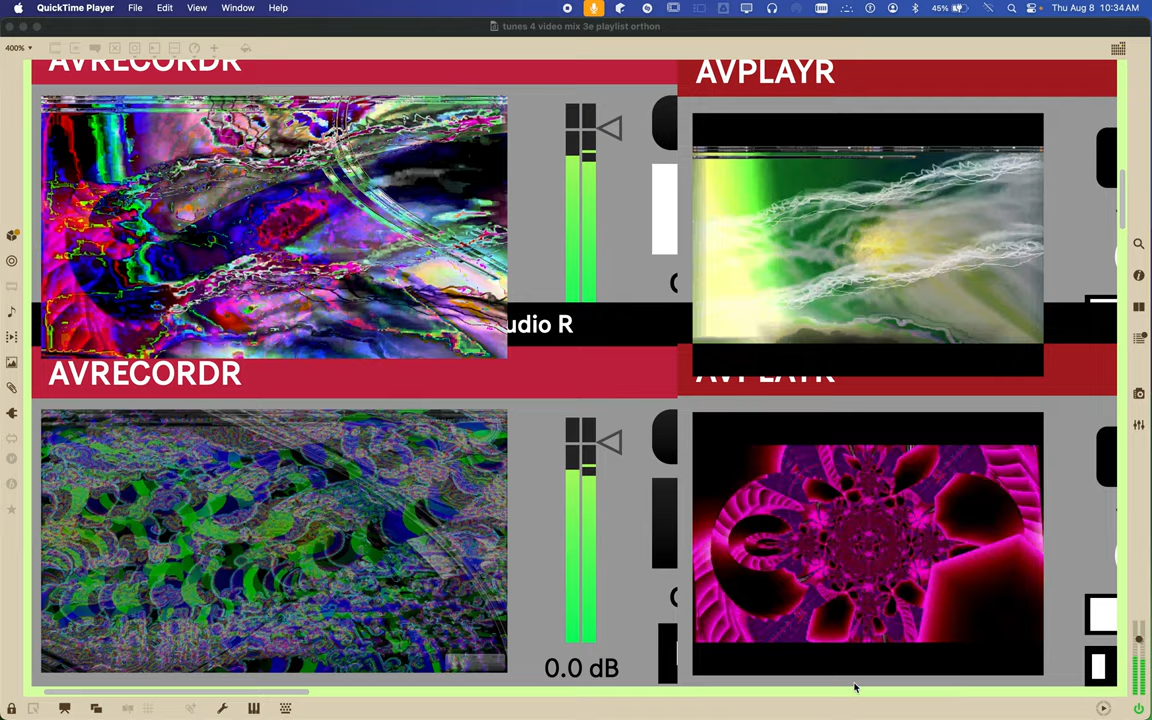 QuickTime Player File Edit View Window Help 45% Thu Aug 8 10:34 AM
tunes 4 video mix 3e playlist orthon
400%
AVRECORDR
AVPLAYR
udio R
AVRECORDR
AVPLAYR
0.0 dB